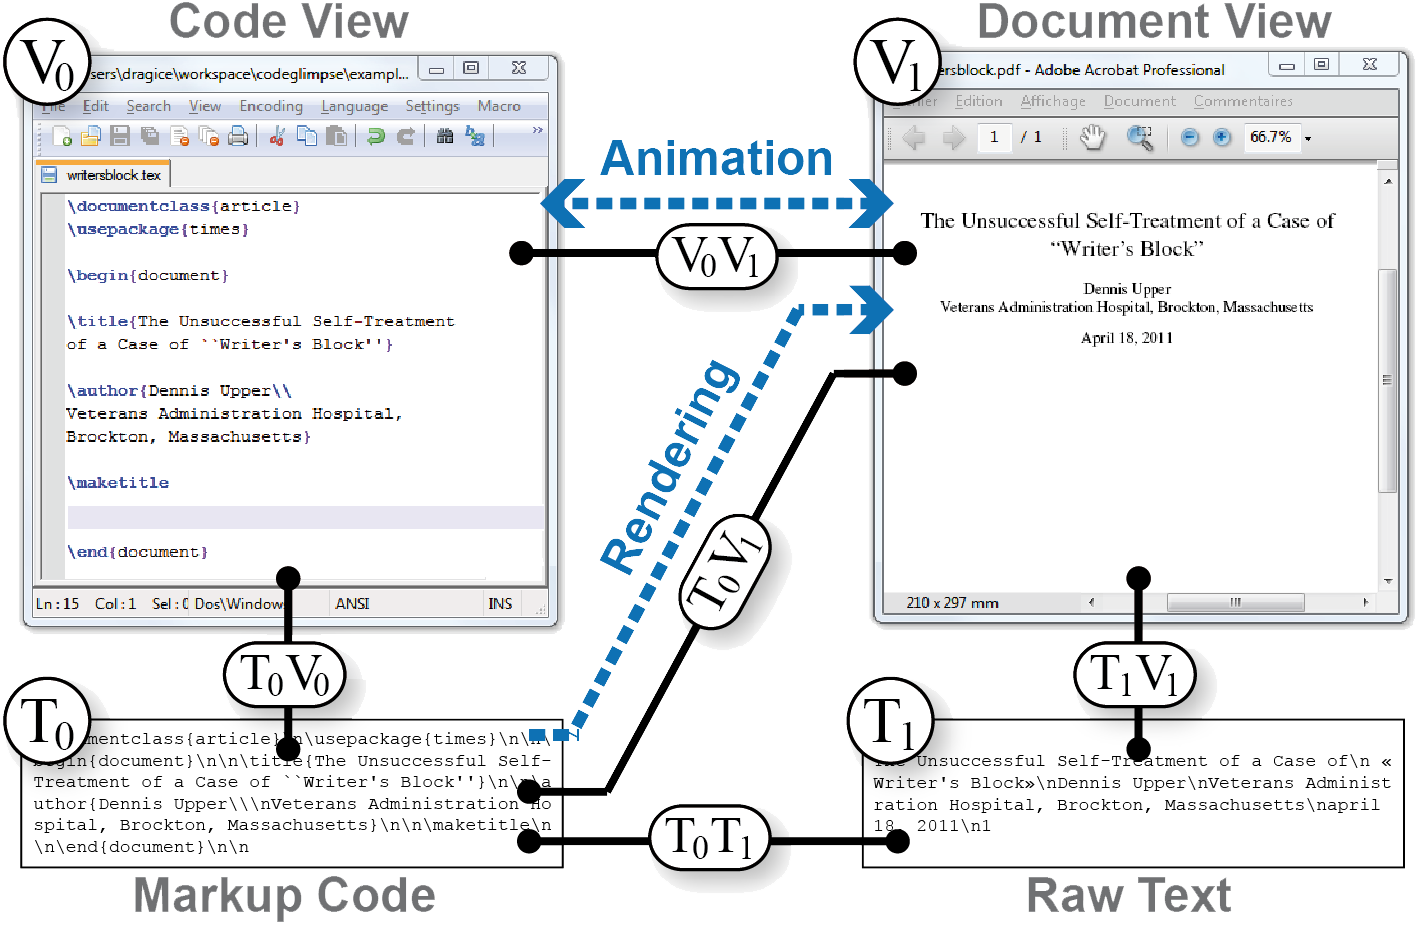 Code View
Document View
V0
V1
ers\dragice\workspace\codeglimpse\exampl...
ersblock.pdf - Adobe Acrobat Professional
File Edit Search View Encoding Language Settings Macro
Edition Affichage Document Commentaires
1 / 1 66.7%
writersblock.tex
Animation
\documentclass{article}
\usepackage{times}
\begin{document}
\title{The Unsuccessful Self-Treatment
of a Case of ``Writer's Block''}
\author{Dennis Upper\\
Veterans Administration Hospital,
Brockton, Massachusetts}
\maketitle
\end{document}
Ln:15 Col:1 Sel:0 Dos\Window ANSI INS
V0V1
The Unsuccessful Self-Treatment of a Case of
“Writer’s Block”
Dennis Upper
Veterans Administration Hospital, Brockton, Massachusetts
April 18, 2011
210 x 297 mm
Rendering
T0V1
T0V0
T1V1
T0
mentclass{article}\n\usepackage{times}\n\n\
begin{document}\n\n\title{The Unsuccessful Self-
Treatment of a Case of ``Writer's Block''}\n\n\a
uthor{Dennis Upper\\\nVeterans Administration Ho
spital, Brockton, Massachusetts}\n\n\maketitle\n
\n\end{document}\n\n
T0T1
T1
The Unsuccessful Self-Treatment of a Case of\n «
Writer's Block»\nDennis Upper\nVeterans Administ
ration Hospital, Brockton, Massachusetts\napril
18, 2011\n1
Markup Code
Raw Text